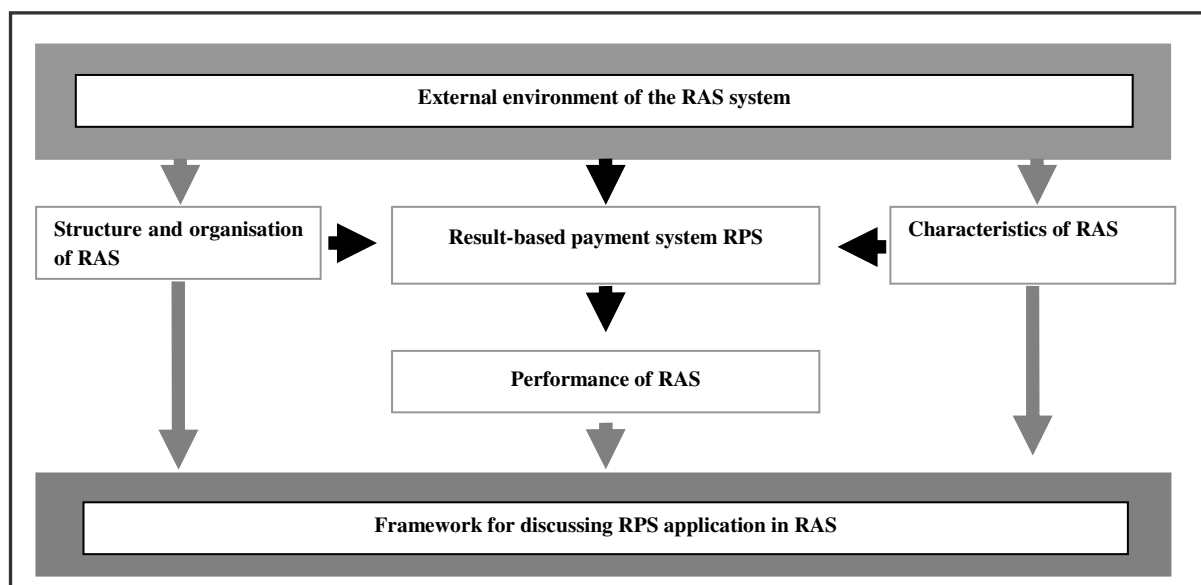 External environment of the RAS system
Structure and organisation
of RAS
Result-based payment system RPS
Characteristics of RAS
Performance of RAS
Framework for discussing RPS application in RAS